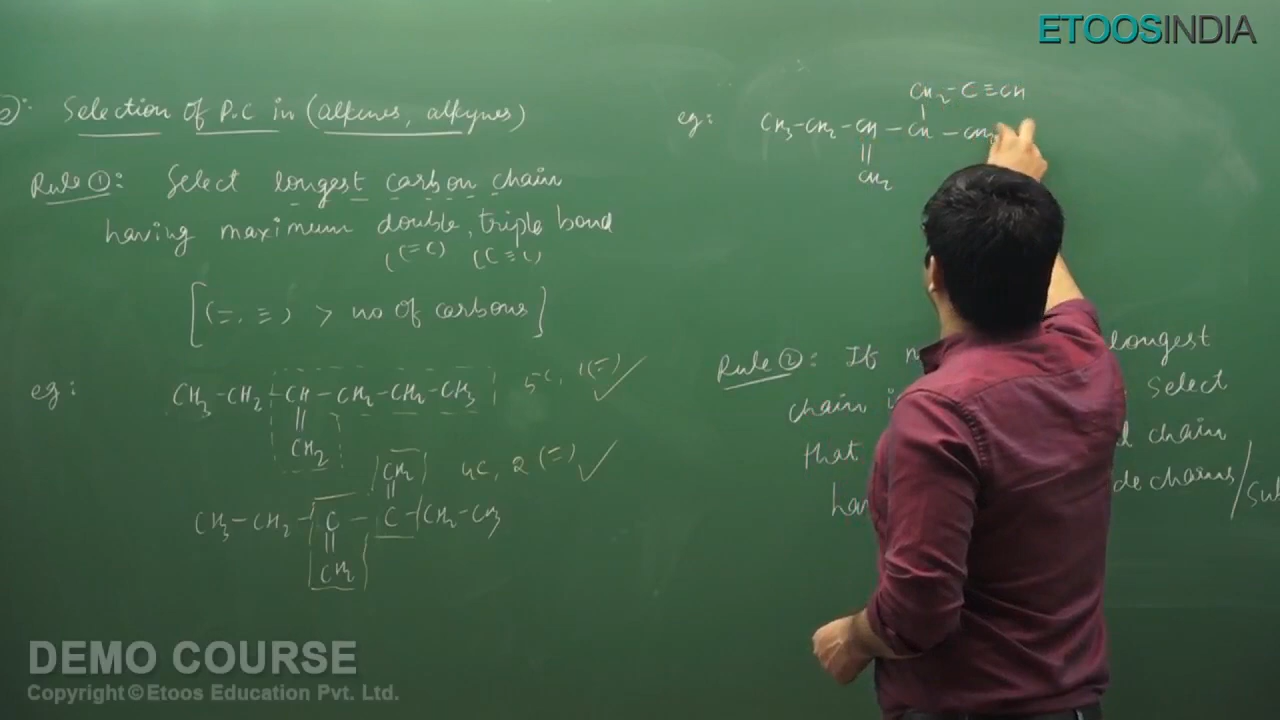 ETOOSINDIA
Selection of P.C in (alkenes, alkynes)
Rule ①: Select longest carbon chain
having maximum double, triple bond
(=C) (C≡C)
[(=, ≡) > no of carbons]
eg: CH3-CH2-CH-CH2-CH2-CH3 5C, 1(=) ✓
||
CH2
CH2 4C, 2(=) ✓
||
CH3-CH2-C-C-CH2-CH3
||
CH2
CH2-C≡CH
|
eg: CH3-CH2-CH-CH-CH2
||
CH2
Rule ②: If longest
chain select
that chain
de chains/
DEMO COURSE
Copyright©Etoos Education Pvt. Ltd.